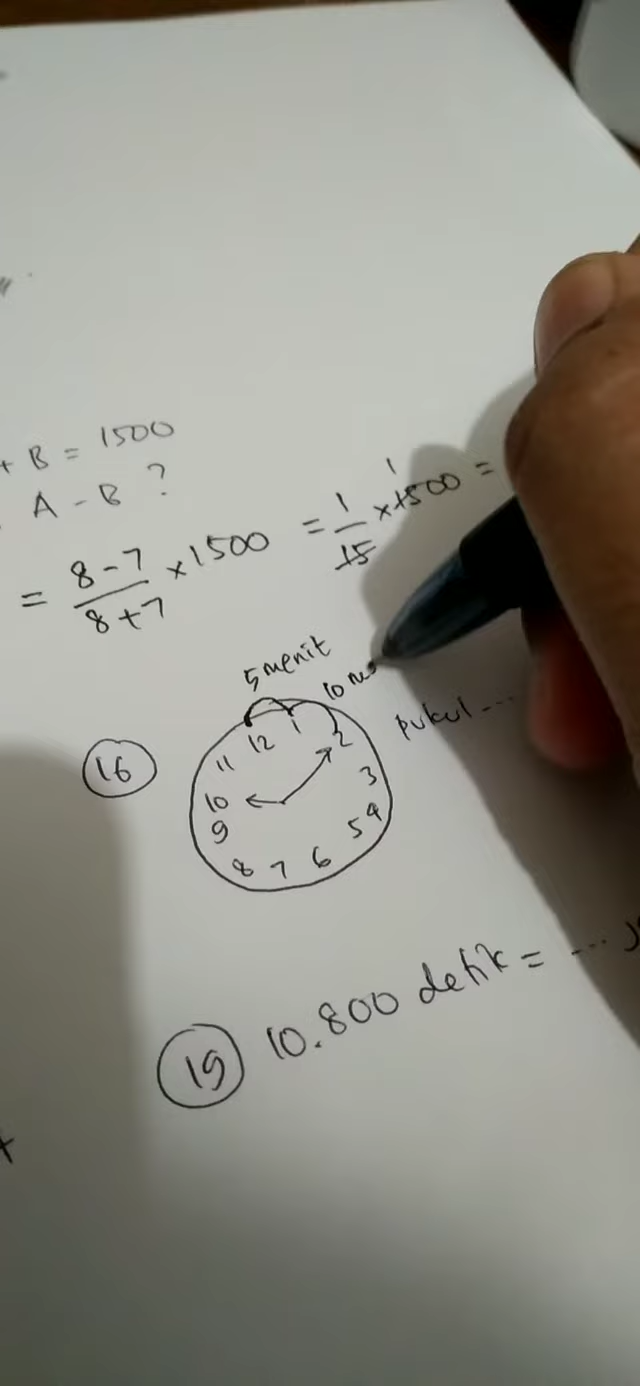 + B = 1500
A - B ?
= 8-7/8+7 x 1500 = 1/15 x 1500 =
1
5 menit
10 m
16
12 1 2 3 4 5 6 7 8 9 10 11
pukul ...
19 10.800 detik = ...